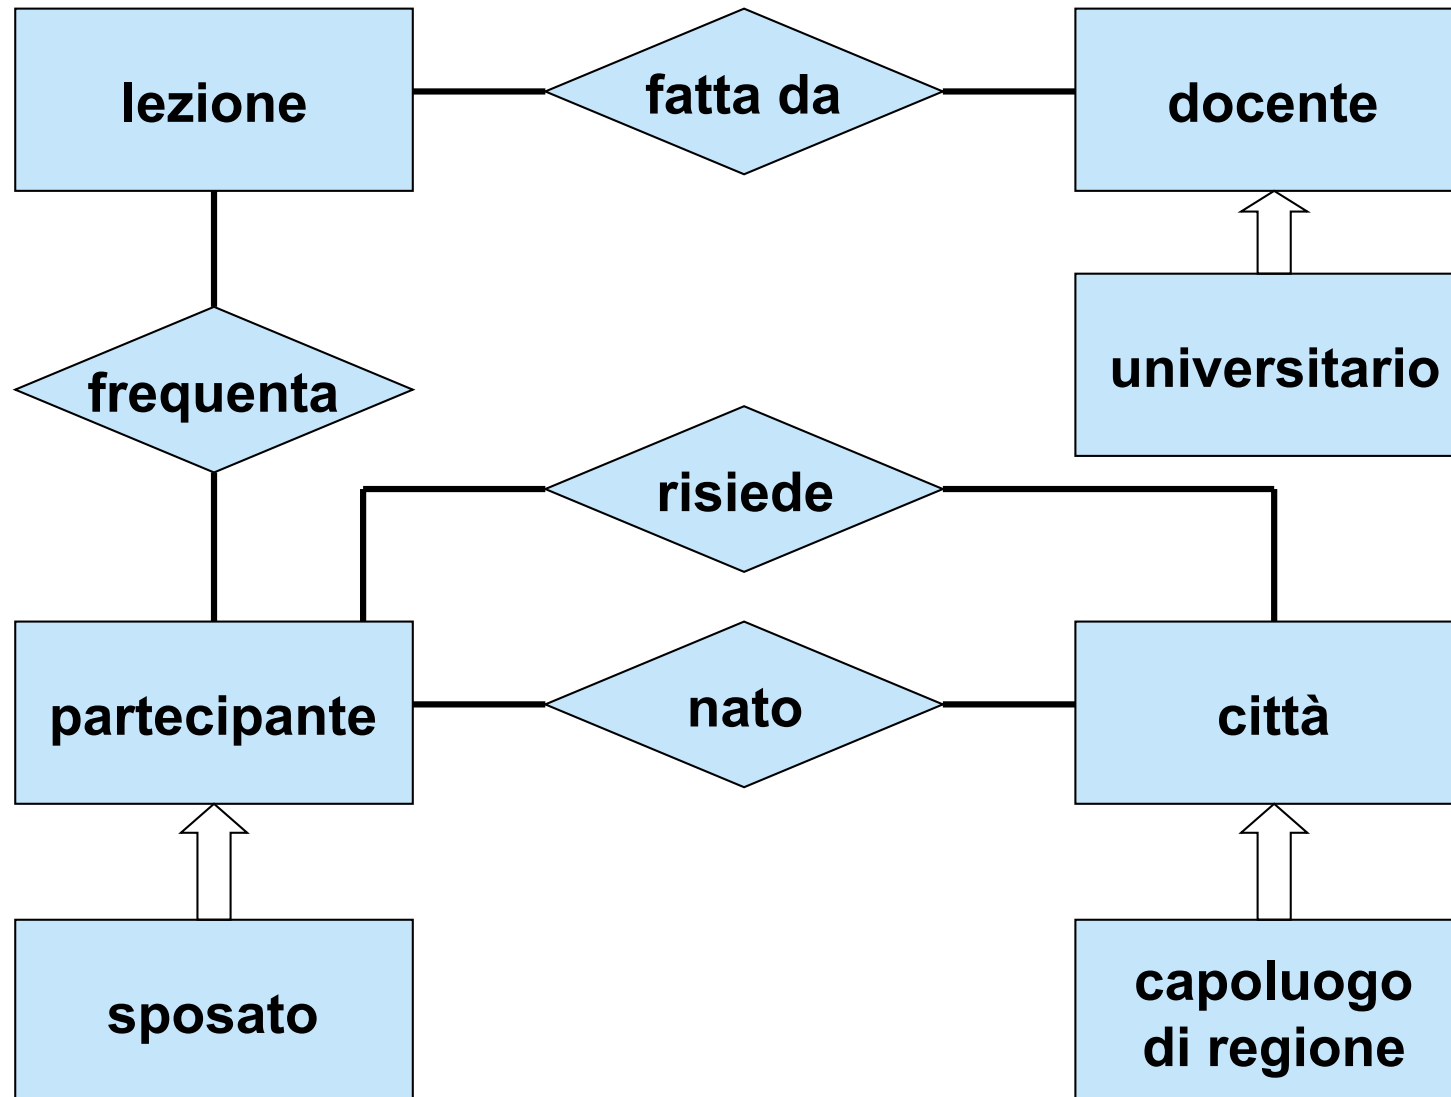 lezione
fatta da
docente
universitario
frequenta
risiede
partecipante
nato
città
sposato
capoluogo
di regione